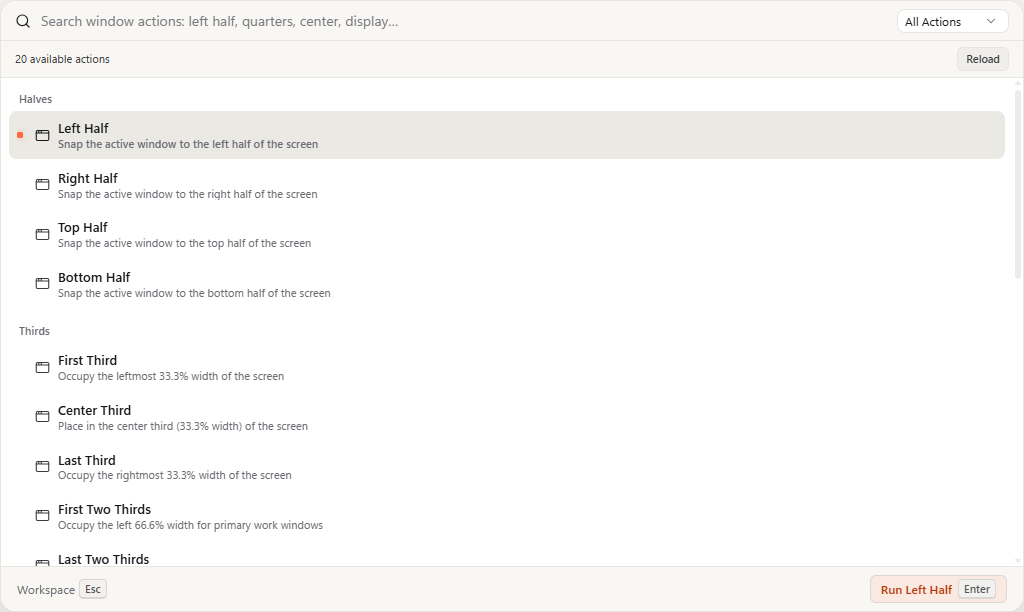 Search window actions: left half, quarters, center, display...
All Actions
20 available actions
Reload
Halves
Left Half
Snap the active window to the left half of the screen
Right Half
Snap the active window to the right half of the screen
Top Half
Snap the active window to the top half of the screen
Bottom Half
Snap the active window to the bottom half of the screen
Thirds
First Third
Occupy the leftmost 33.3% width of the screen
Center Third
Place in the center third (33.3% width) of the screen
Last Third
Occupy the rightmost 33.3% width of the screen
First Two Thirds
Occupy the left 66.6% width for primary work windows
Last Two Thirds
Workspace Esc
Run Left Half Enter